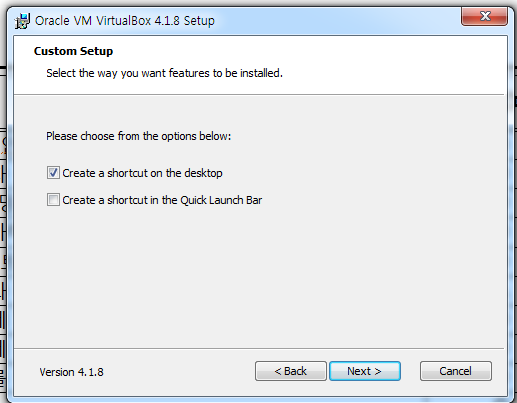 Oracle VM VirtualBox 4.1.8 Setup
Custom Setup
Select the way you want features to be installed.
Please choose from the options below:
Create a shortcut on the desktop
Create a shortcut in the Quick Launch Bar
Version 4.1.8
< Back
Next >
Cancel